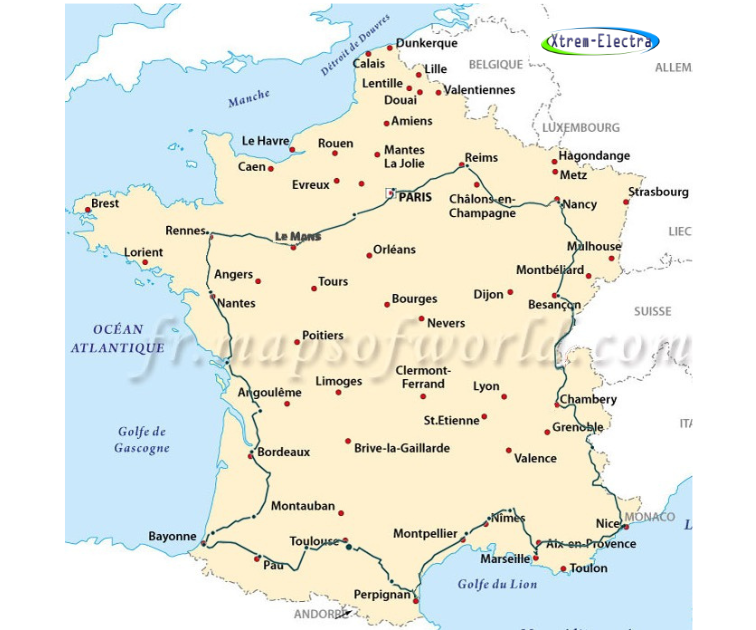 Xtrem-Electra
Détroit de Douvres
Dunkerque
Calais
BELGIQUE
ALLEM
Lille
Lentille
Valentiennes
Douai
Manche
Amiens
LUXEMBOURG
Le Havre
Rouen
Mantes
La Jolie
Reims
Hagondange
Caen
Metz
Evreux
PARIS
Châlons-en-
Champagne
Nancy
Strasbourg
Brest
Rennes
Le Mans
Lorient
Orléans
LIEC
Mulhouse
Angers
Tours
Montbéliard
Nantes
Bourges
Dijon
Besançon
SUISSE
Nevers
OCÉAN
ATLANTIQUE
Poitiers
fr.mapsofworld.com
Clermont-
Ferrand
Limoges
Lyon
Angoulême
Chambery
St.Etienne
ITA
Golfe de
Gascogne
Grenoble
Bordeaux
Brive-la-Gaillarde
Valence
Montauban
Nîmes
Nice
MONACO
L
Bayonne
Toulouse
Montpellier
Aix-en-Provence
Marseille
Pau
Toulon
Golfe du Lion
Perpignan
ANDORRE